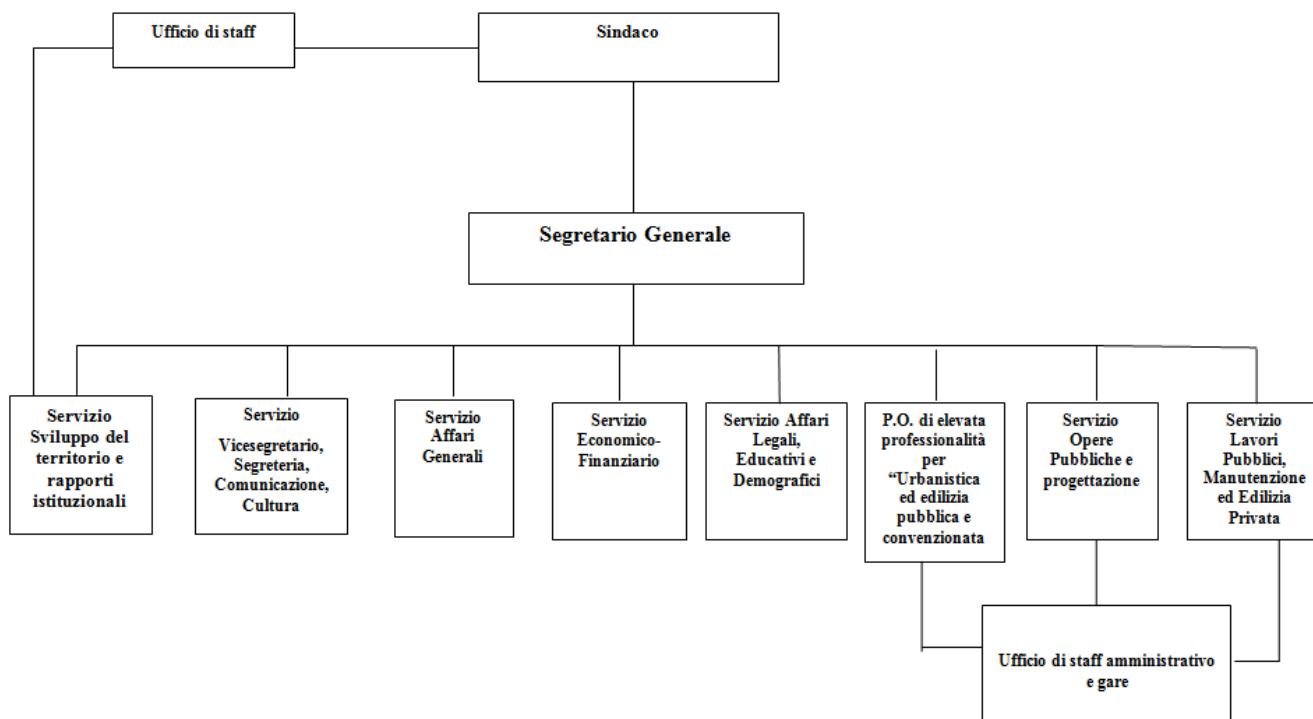 Ufficio di staff
Sindaco
Segretario Generale
Servizio
Sviluppo del
territorio e
rapporti
istituzionali
Servizio
Vicesegretario,
Segreteria,
Comunicazione,
Cultura
Servizio
Affari
Generali
Servizio
Economico-
Finanziario
Servizio Affari
Legali,
Educativi e
Demografici
P.O. di elevata
professionalità
per
“Urbanistica
ed edilizia
pubblica e
convenzionata
Servizio
Opere
Pubbliche e
progettazione
Servizio
Lavori
Pubblici,
Manutenzione
ed Edilizia
Privata
Ufficio di staff amministrativo
e gare